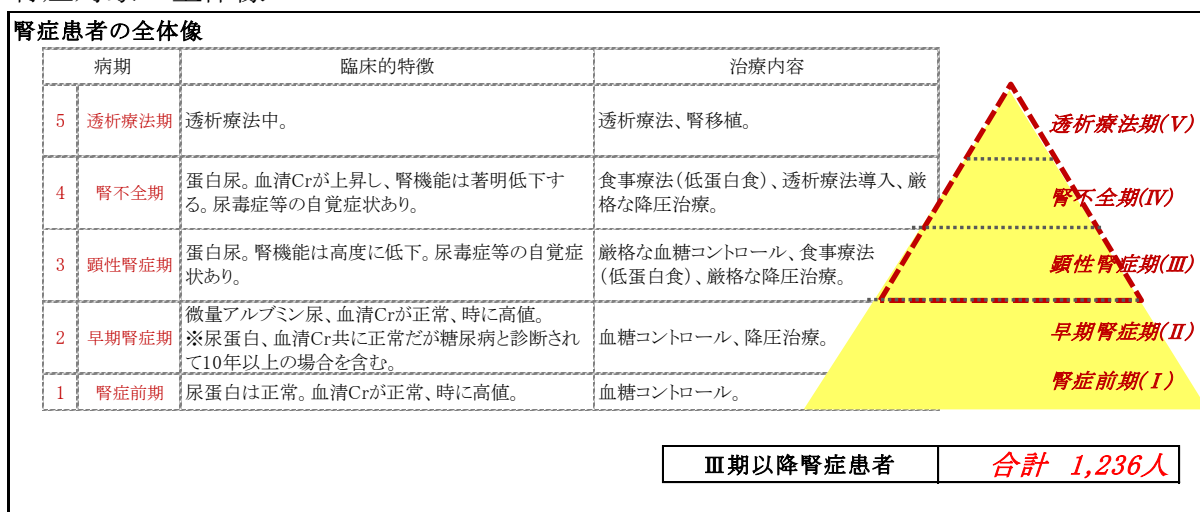 腎症患者の全体像
病期 臨床的特徴 治療内容
5 透析療法期 透析療法中。 透析療法、腎移植。
4 腎不全期 蛋白尿。血清Crが上昇し、腎機能は著明低下す
る。尿毒症等の自覚症状あり。
食事療法(低蛋白食)、透析療法導入、厳
格な降圧治療。
3 顕性腎症期 蛋白尿。腎機能は高度に低下。尿毒症等の自覚症
状あり。
厳格な血糖コントロール、食事療法
(低蛋白食)、厳格な降圧治療。
2 早期腎症期 微量アルブミン尿、血清Crが正常、時に高値。
※尿蛋白、血清Cr共に正常だが糖尿病と診断され
て10年以上の場合を含む。
血糖コントロール、降圧治療。
1 腎症前期 尿蛋白は正常。血清Crが正常、時に高値。 血糖コントロール。
透析療法期(Ⅴ)
腎不全期(Ⅳ)
顕性腎症期(Ⅲ)
早期腎症期(Ⅱ)
腎症前期(Ⅰ)
Ⅲ期以降腎症患者 合計 1,236人